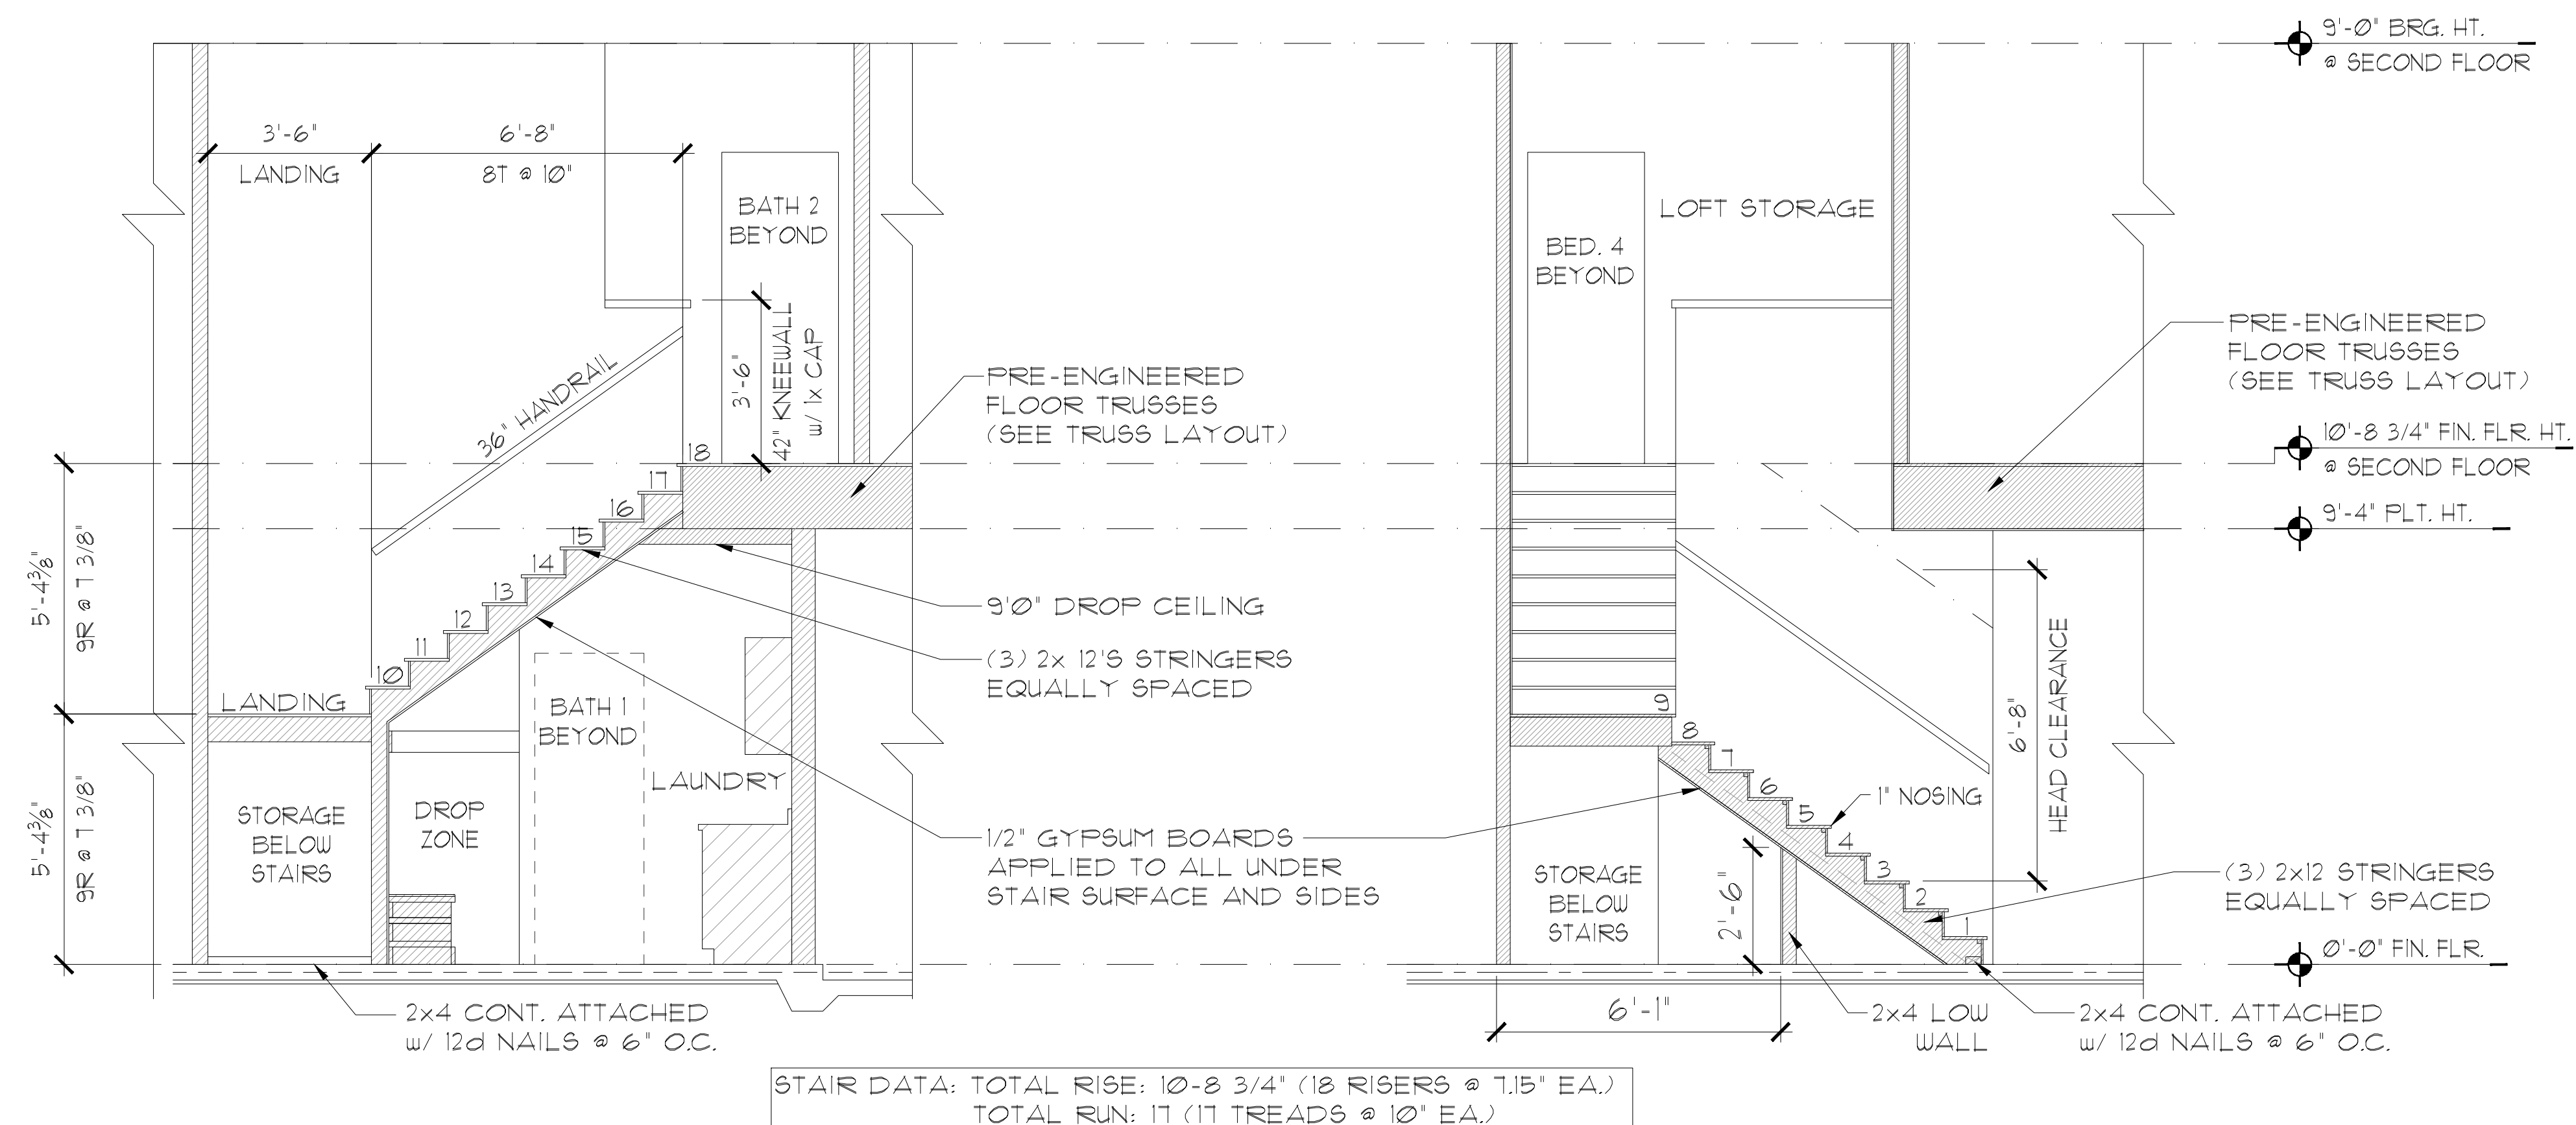 9'-0" BRG. HT.
@ SECOND FLOOR
3'-6"
LANDING
6'-8"
8T @ 10"
BATH 2
BEYOND
3'-6"
42" KNEEWALL
w/ 1x CAP
36" HANDRAIL
PRE-ENGINEERED
FLOOR TRUSSES
(SEE TRUSS LAYOUT)
18
17
16
15
14
13
12
11
10
LANDING
5'-4 3/8"
9R @ 7 3/8"
5'-4 3/8"
9R @ 7 3/8"
9'0" DROP CEILING
(3) 2x 12'S STRINGERS
EQUALLY SPACED
BATH 1
BEYOND
LAUNDRY
DROP
ZONE
STORAGE
BELOW
STAIRS
1/2" GYPSUM BOARDS
APPLIED TO ALL UNDER
STAIR SURFACE AND SIDES
2x4 CONT. ATTACHED
w/ 12d NAILS @ 6" O.C.
BED. 4
BEYOND
LOFT STORAGE
PRE-ENGINEERED
FLOOR TRUSSES
(SEE TRUSS LAYOUT)
10'-8 3/4" FIN. FLR. HT.
@ SECOND FLOOR
9'-4" PLT. HT.
9
8
7
6
5
4
3
2
1
1" NOSING
6'-8"
HEAD CLEARANCE
(3) 2x12 STRINGERS
EQUALLY SPACED
STORAGE
BELOW
STAIRS
2'-6"
0'-0" FIN. FLR.
6'-1"
2x4 LOW
WALL
2x4 CONT. ATTACHED
w/ 12d NAILS @ 6" O.C.
STAIR DATA: TOTAL RISE: 10-8 3/4" (18 RISERS @ 7.15" EA.)
TOTAL RUN: 17 (17 TREADS @ 10" EA.)